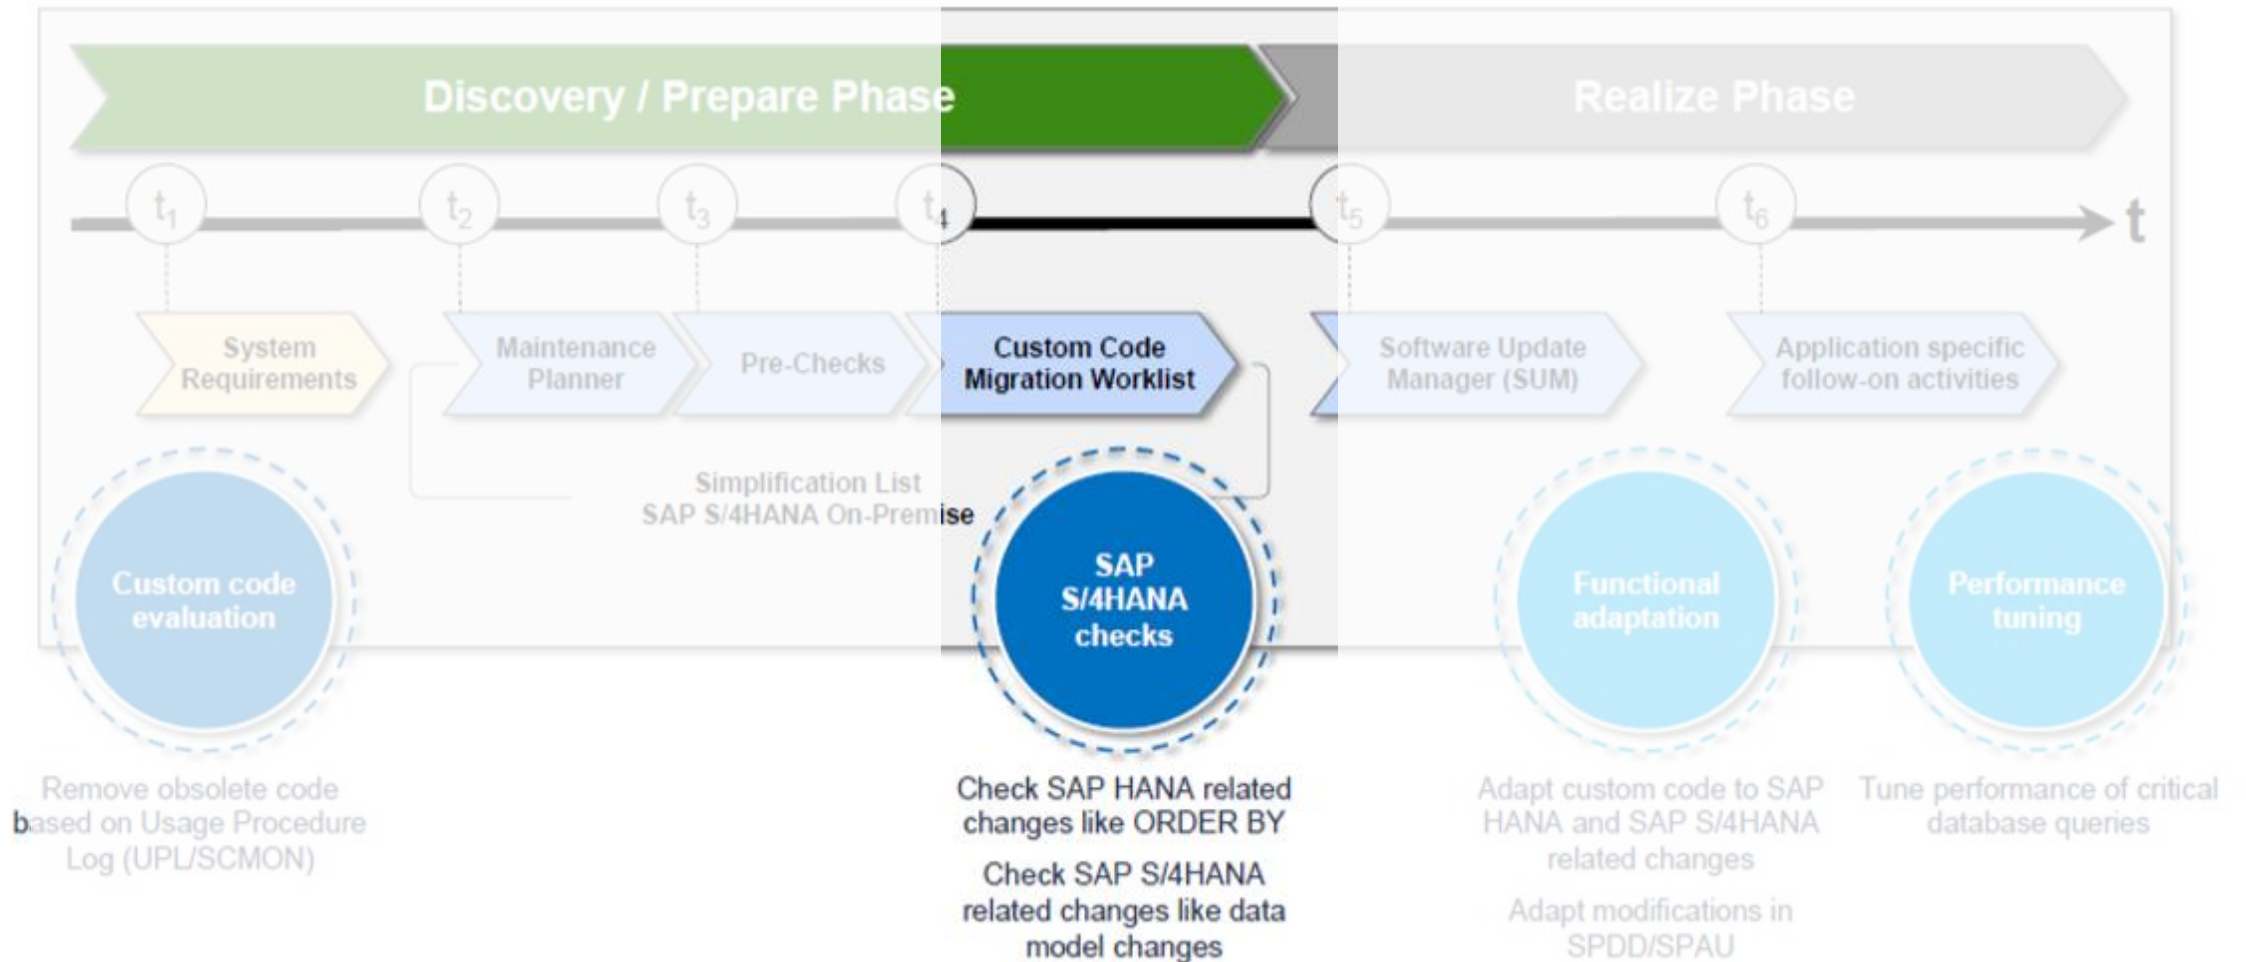 Discovery / Prepare Phase
Realize Phase
t1
t2
t3
t4
t5
t6
t
System
Requirements
Maintenance
Planner
Pre-Checks
Custom Code
Migration Worklist
Software Update
Manager (SUM)
Application specific
follow-on activities
Simplification List
SAP S/4HANA On-Premise
Custom code
evaluation
SAP
S/4HANA
checks
Functional
adaptation
Performance
tuning
Remove obsolete code
based on Usage Procedure
Log (UPL/SCMON)
Check SAP HANA related
changes like ORDER BY
Check SAP S/4HANA
related changes like data
model changes
Adapt custom code to SAP
HANA and SAP S/4HANA
related changes
Adapt modifications in
SPDD/SPAU
Tune performance of critical
database queries